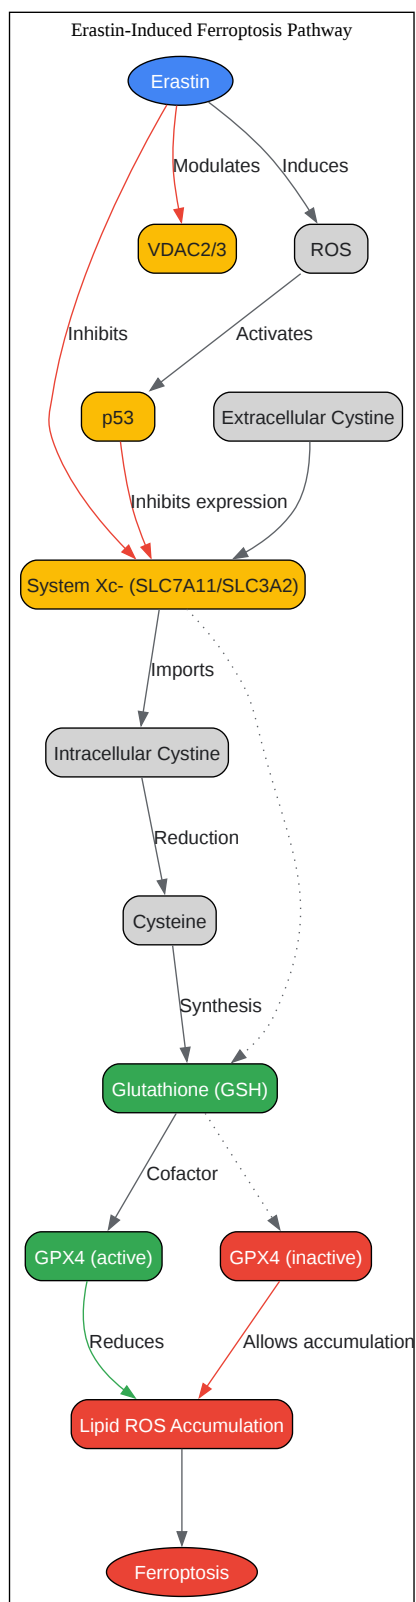 Erastin-Induced Ferroptosis Pathway
Erastin
Modulates
Induces
VDAC2/3
ROS
Inhibits
Activates
p53
Extracellular Cystine
Inhibits expression
System Xc- (SLC7A11/SLC3A2)
Imports
Intracellular Cystine
Reduction
Cysteine
Synthesis
Glutathione (GSH)
Cofactor
GPX4 (active)
GPX4 (inactive)
Reduces
Allows accumulation
Lipid ROS Accumulation
Ferroptosis